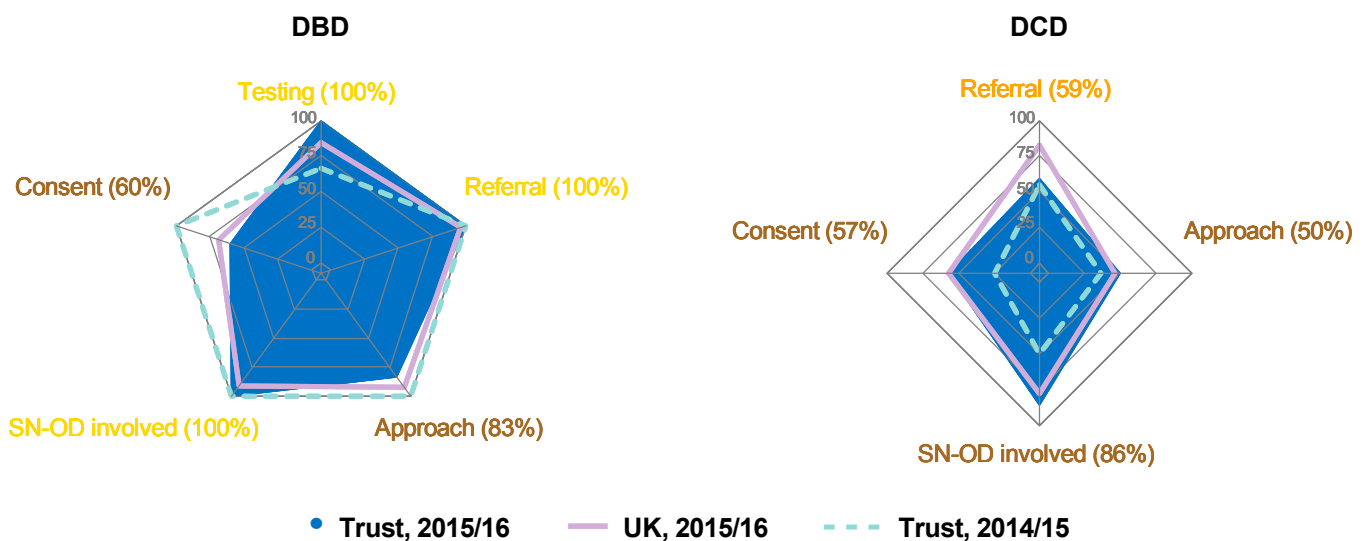 DBD
DCD
Testing (100%)
100
75
50
25
0
Consent (60%)
Referral (100%)
SN-OD involved (100%)
Approach (83%)
Referral (59%)
100
75
50
25
0
Consent (57%)
Approach (50%)
SN-OD involved (86%)
Trust, 2015/16
UK, 2015/16
Trust, 2014/15